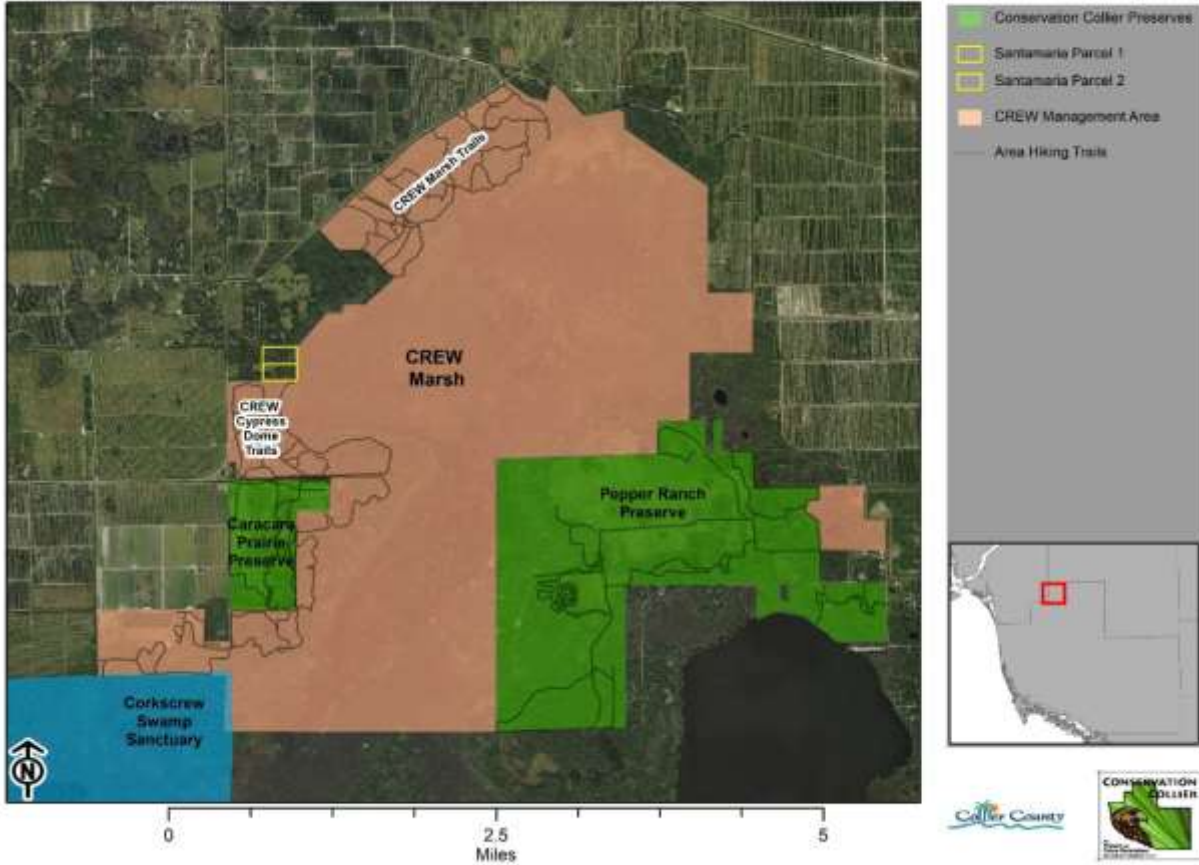 Conservation Collier Preserves
Santamaria Parcel 1
Santamaria Parcel 2
CREW Management Area
Area Hiking Trails
CREW Marsh Trails
CREW
Marsh
CREW
Cypress
Dome
Trails
Caracara
Prairie
Preserve
Pepper Ranch
Preserve
Corkscrew
Swamp
Sanctuary
N
0
2.5
5
Miles
Collier County
CONSERVATION
COLLIER